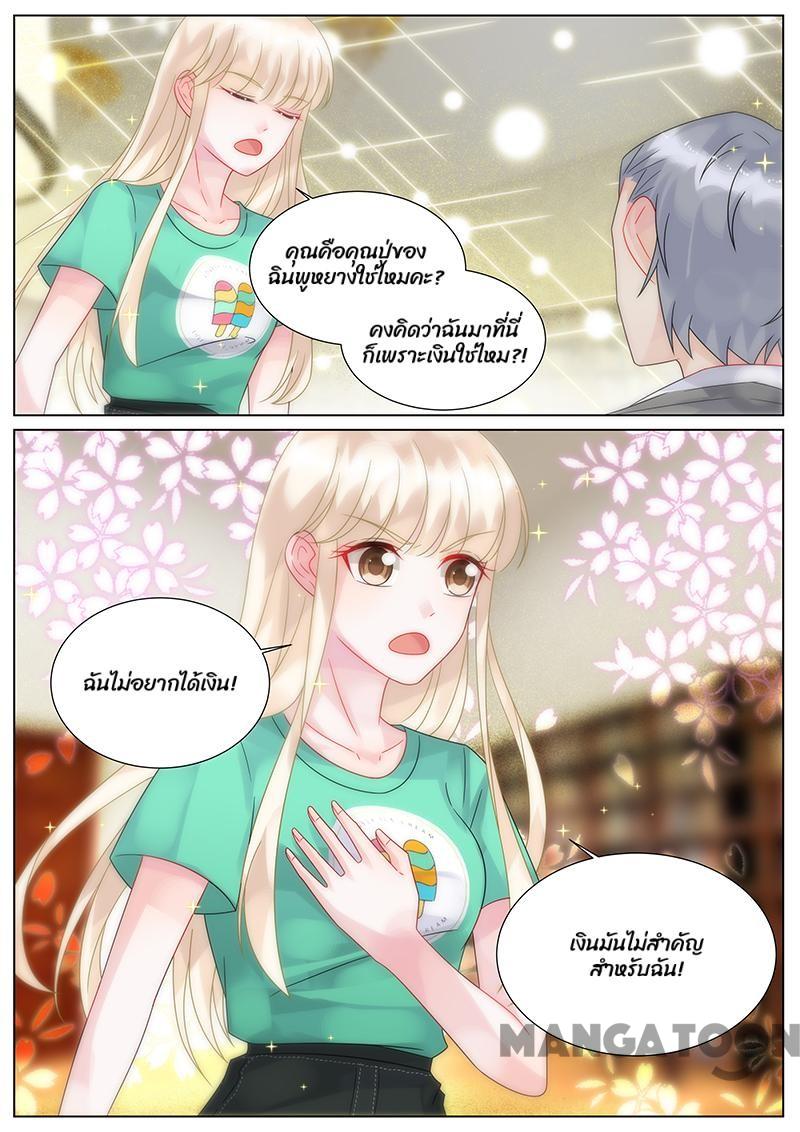 คุณคือคุณปู่ของ
ฉินพูหยางใช่ไหมคะ?
คงคิดว่าฉันมาที่นี่
ก็เพราะเงินใช่ไหม?!
ฉันไม่อยากได้เงิน!
เงินมันไม่สำคัญ
สำหรับฉัน!
MANGATOON